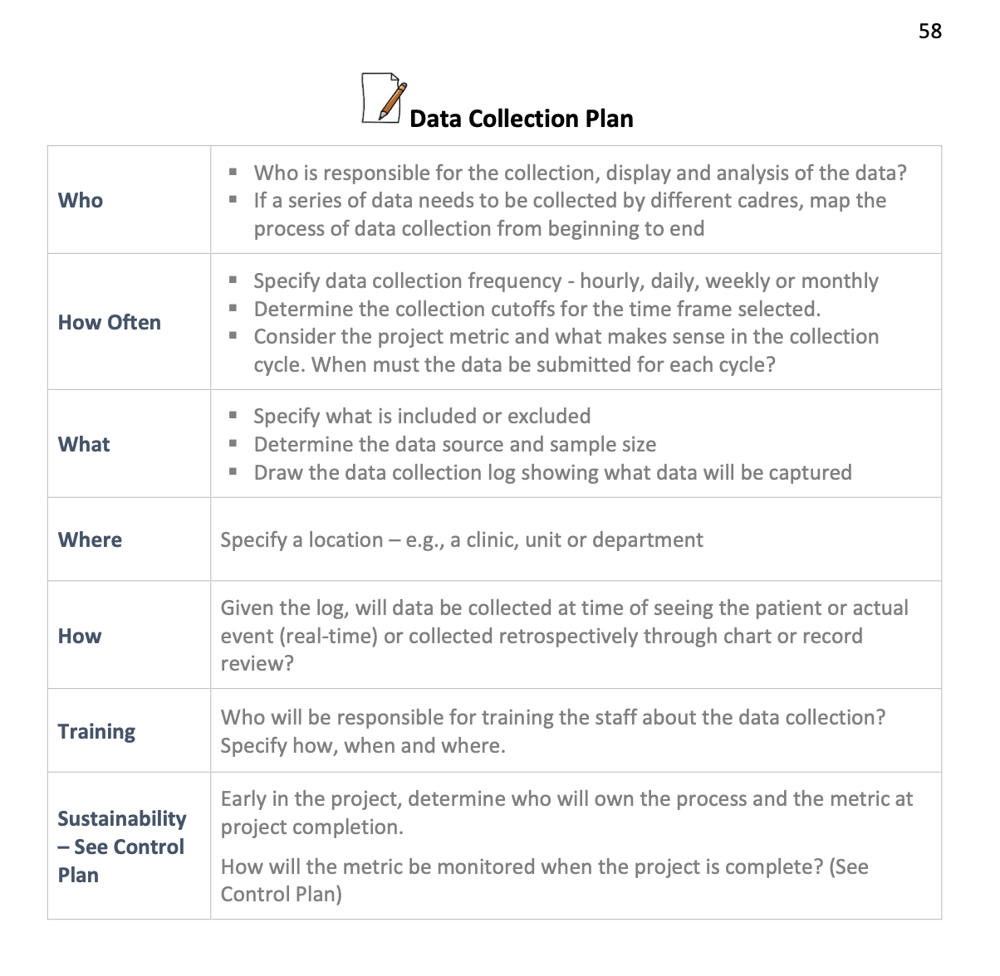 58
Data Collection Plan
Who
▪ Who is responsible for the collection, display and analysis of the data?
▪ If a series of data needs to be collected by different cadres, map the
process of data collection from beginning to end
How Often
▪ Specify data collection frequency - hourly, daily, weekly or monthly
▪ Determine the collection cutoffs for the time frame selected.
▪ Consider the project metric and what makes sense in the collection
cycle. When must the data be submitted for each cycle?
What
▪ Specify what is included or excluded
▪ Determine the data source and sample size
▪ Draw the data collection log showing what data will be captured
Where
Specify a location – e.g., a clinic, unit or department
How
Given the log, will data be collected at time of seeing the patient or actual
event (real-time) or collected retrospectively through chart or record
review?
Training
Who will be responsible for training the staff about the data collection?
Specify how, when and where.
Sustainability
– See Control
Plan
Early in the project, determine who will own the process and the metric at
project completion.
How will the metric be monitored when the project is complete? (See
Control Plan)